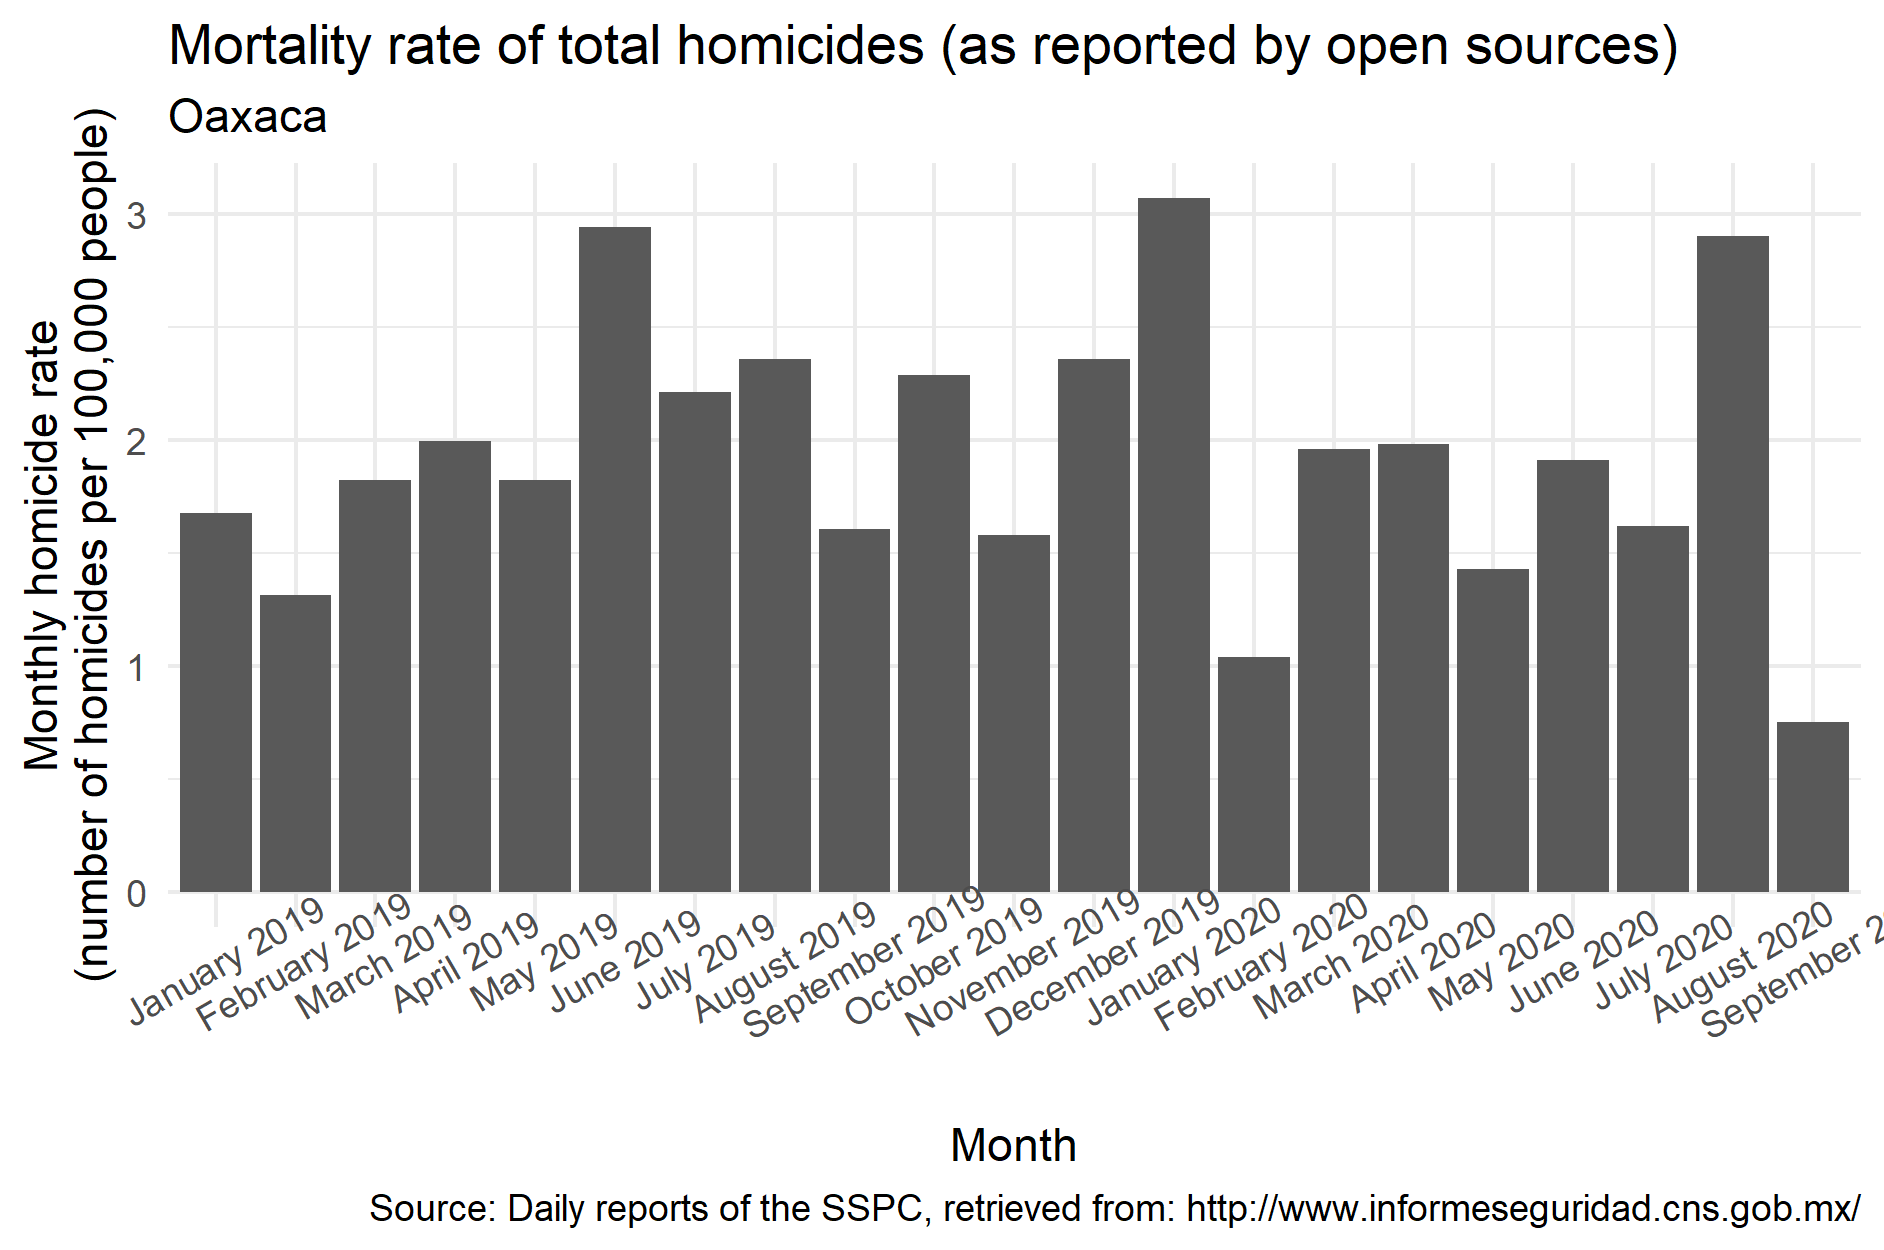 Mortality rate of total homicides (as reported by open sources)
Oaxaca
Monthly homicide rate
(number of homicides per 100,000 people)
3
2
1
0
January 2019
February 2019
March 2019
April 2019
May 2019
June 2019
July 2019
August 2019
September 2019
October 2019
November 2019
December 2019
January 2020
February 2020
March 2020
April 2020
May 2020
June 2020
July 2020
August 2020
September 2
Month
Source: Daily reports of the SSPC, retrieved from: http://www.informeseguridad.cns.gob.mx/